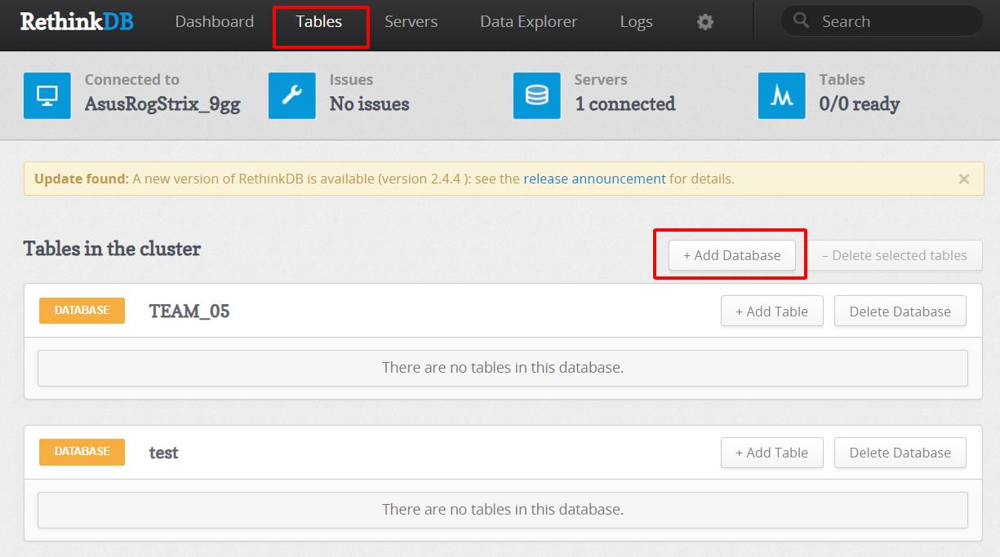 RethinkDB Dashboard Tables Servers Data Explorer Logs Search
Connected to
AsusRogStrix_9gg
Issues
No issues
Servers
1 connected
Tables
0/0 ready
Update found: A new version of RethinkDB is available (version 2.4.4 ): see the release announcement for details. ×
Tables in the cluster + Add Database – Delete selected tables
DATABASE TEAM_05 + Add Table Delete Database
There are no tables in this database.
DATABASE test + Add Table Delete Database
There are no tables in this database.